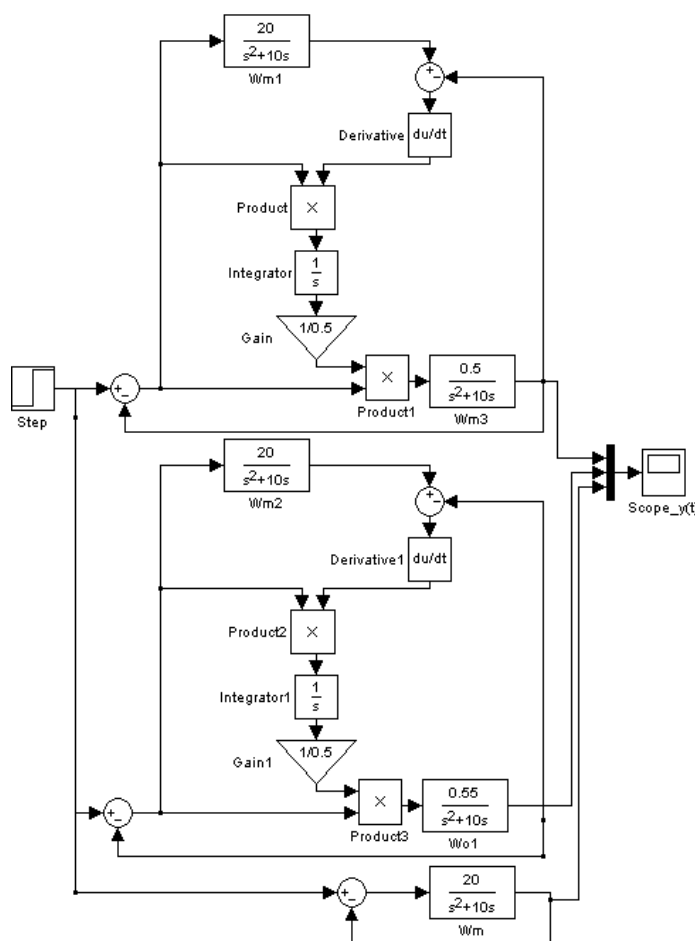 20
s²+10s
Wm1
+
−
Derivative
du/dt
Product
×
Integrator
1
s
Gain
1/0.5
Step
+
−
×
Product1
0.5
s²+10s
Wm3
20
s²+10s
Wm2
+
−
Scope_y(t)
Derivative1
du/dt
Product2
×
Integrator1
1
s
Gain1
1/0.5
+
−
×
Product3
0.55
s²+10s
Wo1
+
−
20
s²+10s
Wm